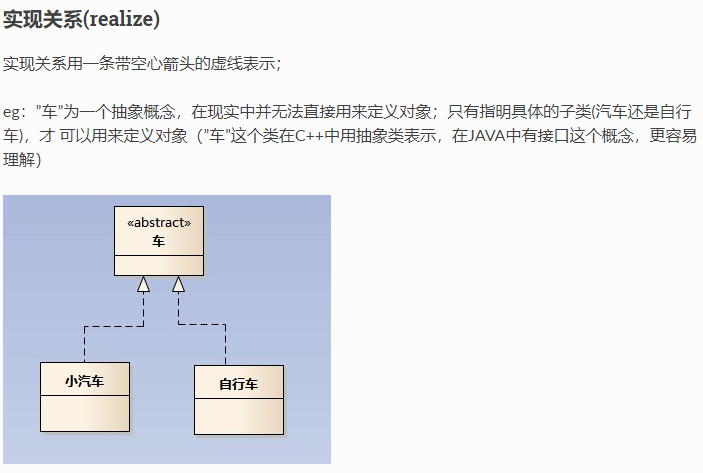 实现关系(realize)
实现关系用一条带空心箭头的虚线表示；
eg：”车”为一个抽象概念，在现实中并无法直接用来定义对象；只有指明具体的子类(汽车还是自行
车)，才 可以用来定义对象（”车”这个类在C++中用抽象类表示，在JAVA中有接口这个概念，更容易
理解）
«abstract»
车
小汽车
自行车